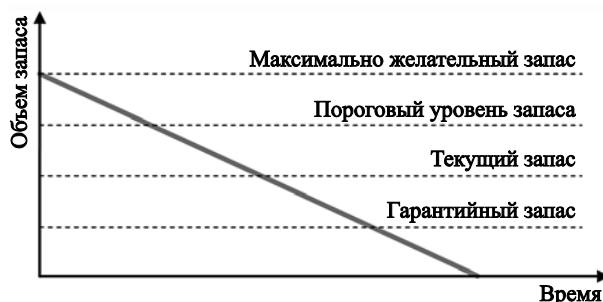 Объем запаса
Максимально желательный запас
Пороговый уровень запаса
Текущий запас
Гарантийный запас
Время